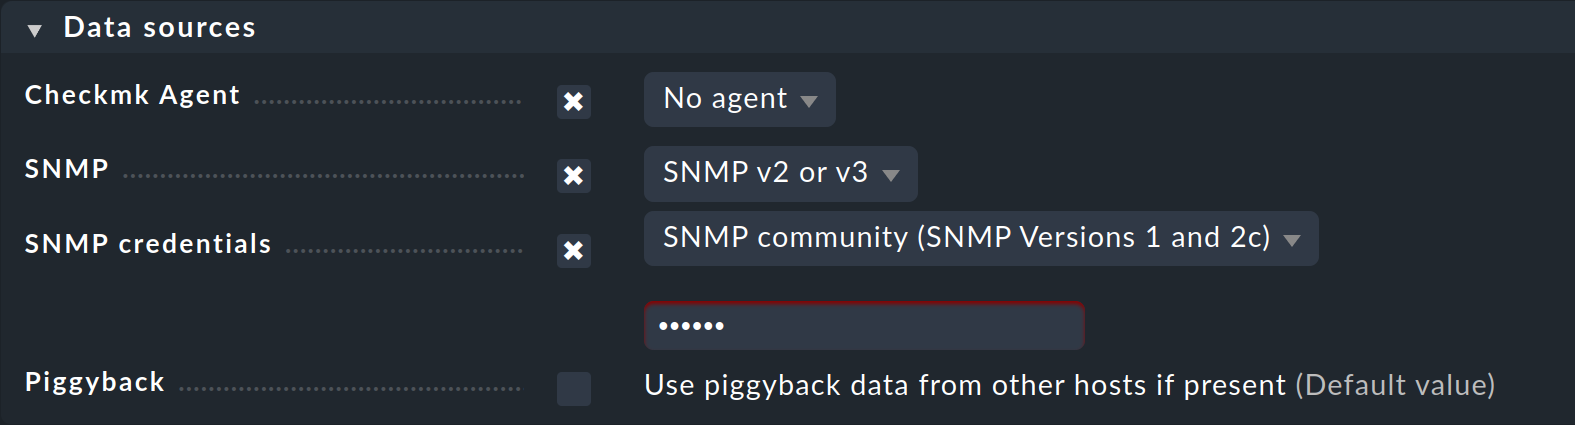 Data sources
Checkmk Agent No agent
SNMP SNMP v2 or v3
SNMP credentials SNMP community (SNMP Versions 1 and 2c)
••••••
Piggyback Use piggyback data from other hosts if present (Default value)